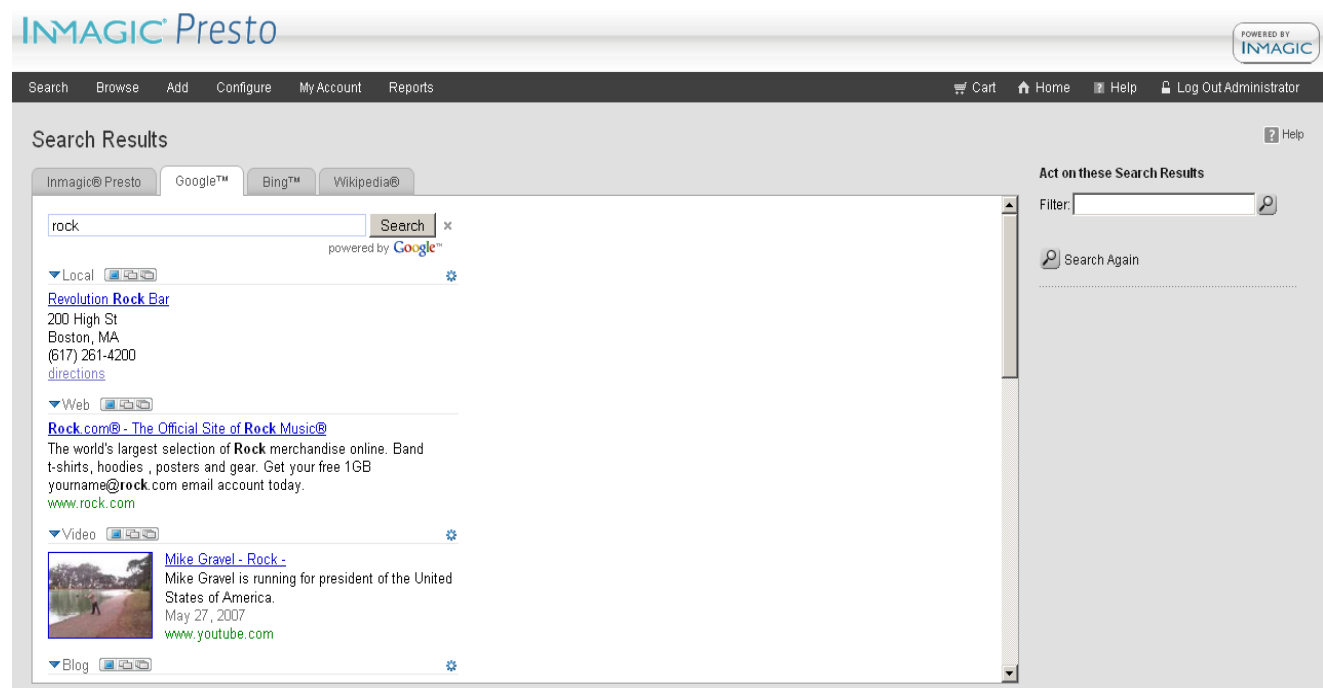 INMAGIC® Presto
POWERED BY
INMAGIC
Search Browse Add Configure My Account Reports Cart Home Help Log Out Administrator
Search Results
Help
Inmagic® Presto Google™ Bing™ Wikipedia®
Act on these Search Results
Filter:
rock Search ×
powered by Google™
Search Again
Local
Revolution Rock Bar
200 High St
Boston, MA
(617) 261-4200
directions
Web
Rock.com® - The Official Site of Rock Music®
The world's largest selection of Rock merchandise online. Band
t-shirts, hoodies , posters and gear. Get your free 1GB
yourname@rock.com email account today.
www.rock.com
Video
Mike Gravel - Rock -
Mike Gravel is running for president of the United
States of America.
May 27, 2007
www.youtube.com
Blog